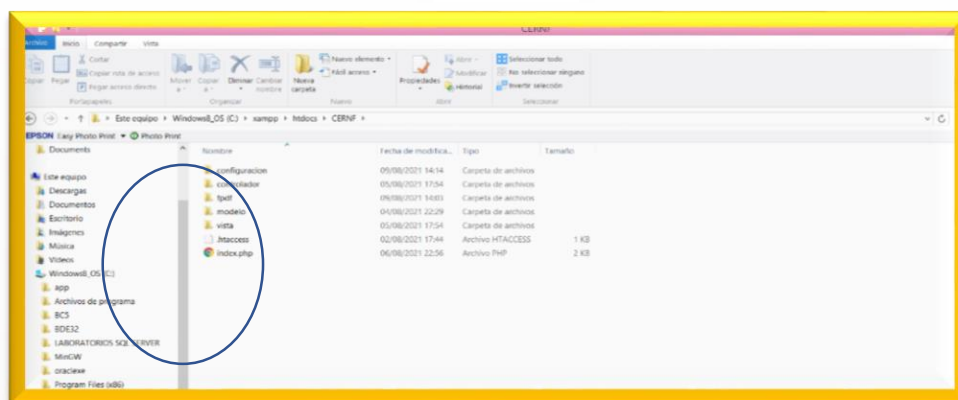 CERNF
Archivo Inicio Compartir Vista
Copiar Pegar
Cortar
Copiar ruta de acceso
Pegar acceso directo
Portapapeles
Mover a
Copiar a
Eliminar
Cambiar nombre
Organizar
Nueva carpeta
Nuevo elemento
Fácil acceso
Nuevo
Propiedades
Abrir
Modificar
Historial
Abrir
Seleccionar todo
No seleccionar ninguno
Invertir selección
Seleccionar
Este equipo Windows8_OS (C:) xampp htdocs CERNF
EPSON Easy Photo Print Photo Print
Documents
Este equipo
Descargas
Documentos
Escritorio
Imágenes
Música
Vídeos
Windows8_OS (C:)
app
Archivos de programa
BC5
BDE32
LABORATORIOS SQL SERVER
MinGW
oraclexe
Program Files (x86)
Nombre Fecha de modifica... Tipo Tamaño
configuracion 09/08/2021 14:14 Carpeta de archivos
controlador 05/08/2021 17:54 Carpeta de archivos
fpdf 09/08/2021 14:03 Carpeta de archivos
modelo 04/08/2021 22:29 Carpeta de archivos
vista 05/08/2021 17:54 Carpeta de archivos
.htaccess 02/08/2021 17:44 Archivo HTACCESS 1 KB
index.php 06/08/2021 22:56 Archivo PHP 2 KB